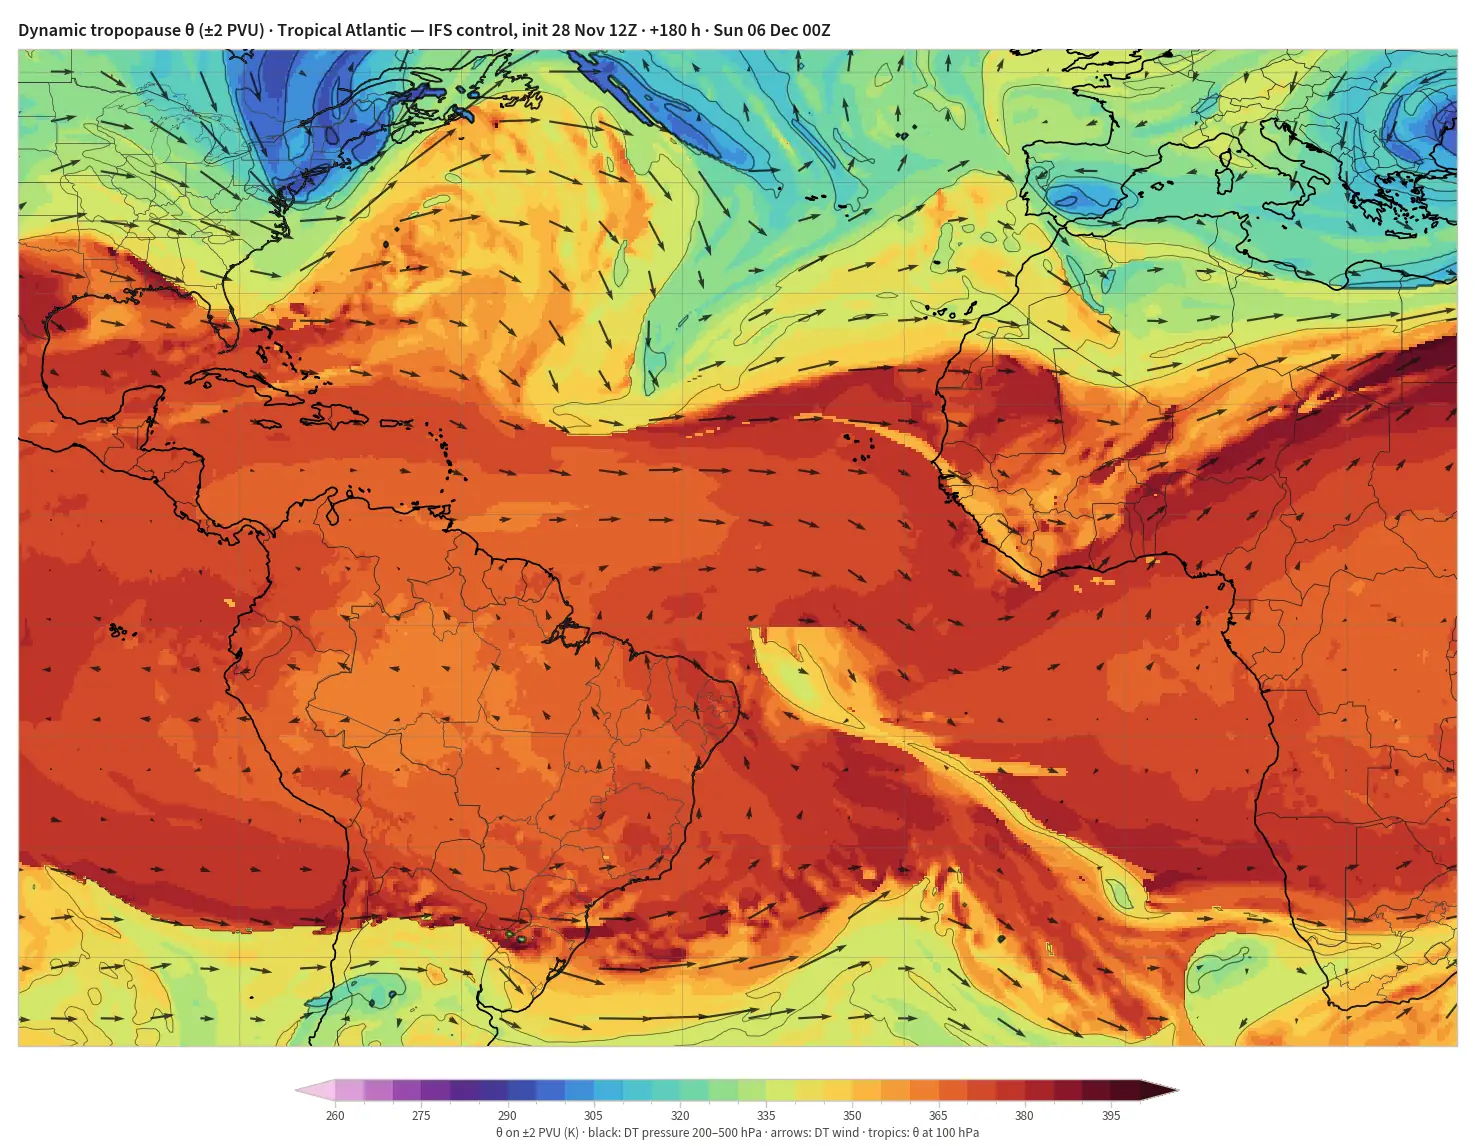 Dynamic tropopause θ (±2 PVU) · Tropical Atlantic — IFS control, init 28 Nov 12Z · +180 h · Sun 06 Dec 00Z
260 275 290 305 320 335 350 365 380 395
θ on ±2 PVU (K) · black: DT pressure 200–500 hPa · arrows: DT wind · tropics: θ at 100 hPa